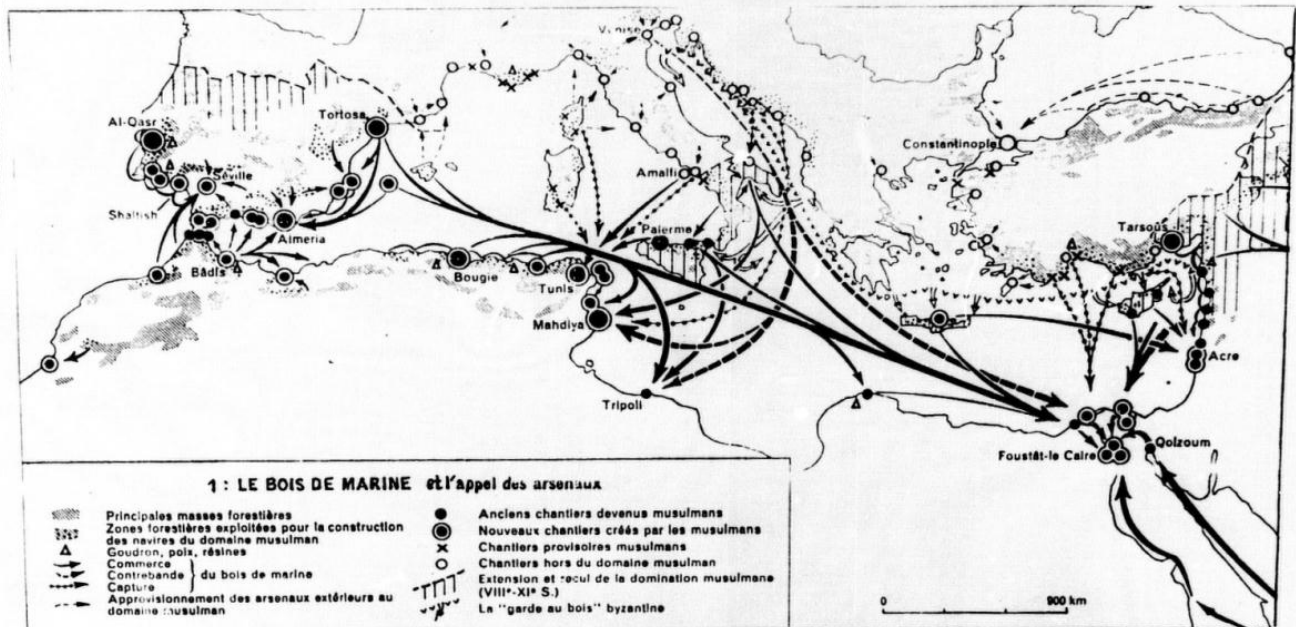 Venise
Al-Qasr
Tortosa
Constantinople
Séville
Amalfi
Shaltish
Almeria
Palerme
Tarsoûs
Bâdis
Bougie
Tunis
Mahdiya
Acre
Tripoli
Foustât-le Caire
Qolzoum
1: LE BOIS DE MARINE et l'appel des arsenaux
Principales masses forestières
Zones forestières exploitées pour la construction
des navires du domaine musulman
Goudron, poix, résines
Commerce
Contrebande } du bois de marine
Capture
Approvisionnement des arsenaux extérieurs au
domaine musulman
Anciens chantiers devenus musulmans
Nouveaux chantiers créés par les musulmans
Chantiers provisoires musulmans
Chantiers hors du domaine musulman
Extension et recul de la domination musulmane
(VIIIe-XIe S.)
La "garde au bois" byzantine
0 900 km